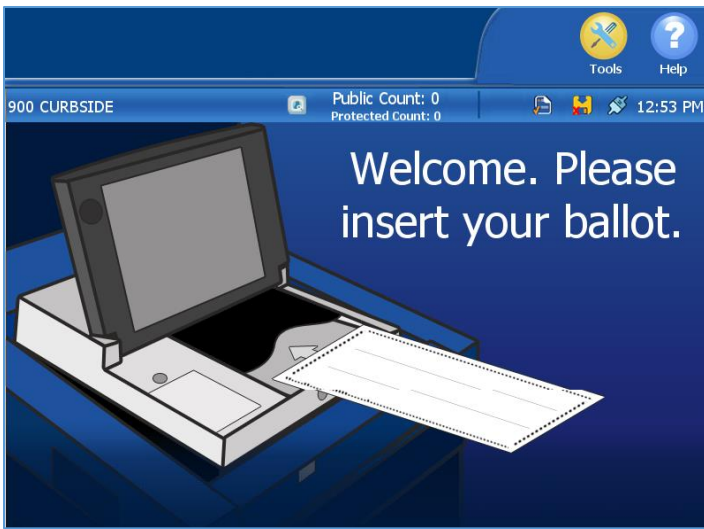 Tools Help
900 CURBSIDE
Public Count: 0
Protected Count: 0
12:53 PM
Welcome. Please
insert your ballot.